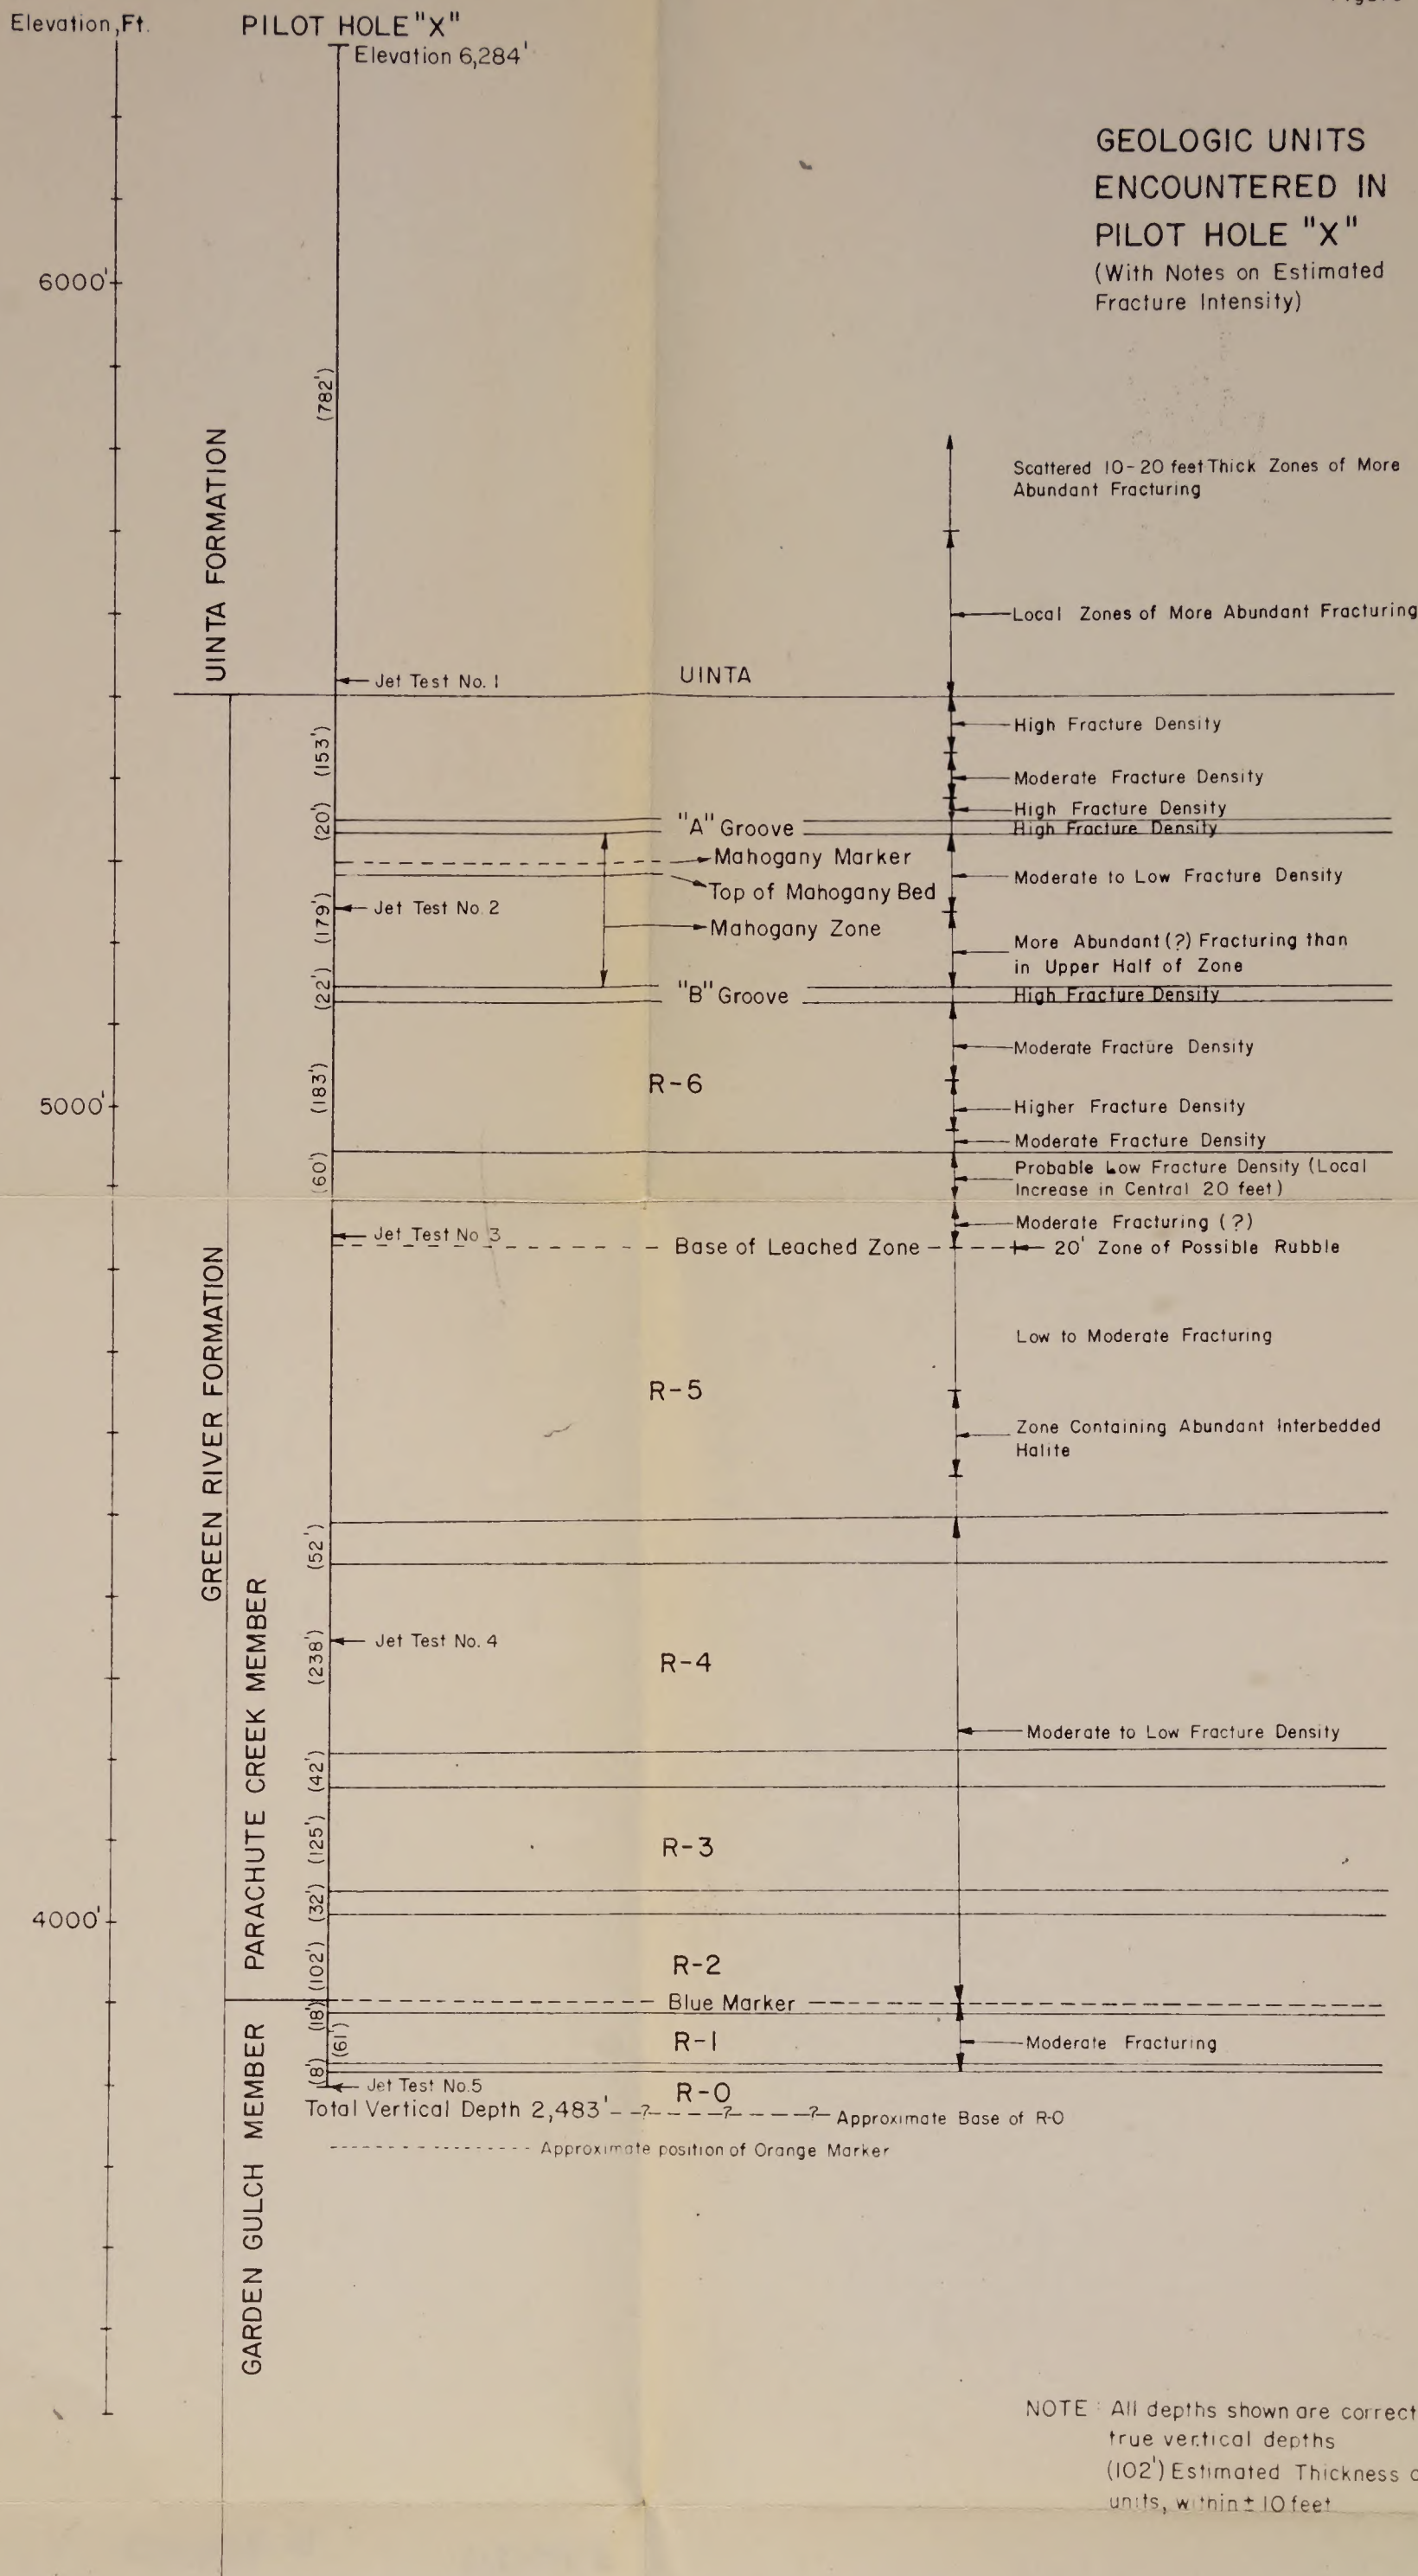 Elevation, Ft.
PILOT HOLE "X"
Elevation 6,284'
GEOLOGIC UNITS
ENCOUNTERED IN
PILOT HOLE "X"
(With Notes on Estimated
Fracture Intensity)
6000'
(782')
UINTA FORMATION
Scattered 10-20 feet Thick Zones of More
Abundant Fracturing
Local Zones of More Abundant Fracturing
Jet Test No. 1
UINTA
(153')
High Fracture Density
Moderate Fracture Density
High Fracture Density
(20')
"A" Groove
High Fracture Density
Mahogany Marker
Top of Mahogany Bed
Moderate to Low Fracture Density
(179')
Jet Test No. 2
Mahogany Zone
More Abundant (?) Fracturing than
in Upper Half of Zone
(22')
"B" Groove
High Fracture Density
Moderate Fracture Density
(183')
R-6
5000'
Higher Fracture Density
Moderate Fracture Density
(60')
Probable Low Fracture Density (Local
Increase in Central 20 feet)
Moderate Fracturing (?)
Jet Test No 3
Base of Leached Zone
20' Zone of Possible Rubble
GREEN RIVER FORMATION
Low to Moderate Fracturing
R-5
Zone Containing Abundant Interbedded
Halite
(52')
PARACHUTE CREEK MEMBER
(238')
Jet Test No. 4
R-4
Moderate to Low Fracture Density
(42')
(125')
R-3
(32')
4000'
(102')
R-2
Blue Marker
(18')
(61')
R-1
Moderate Fracturing
(8')
Jet Test No. 5
R-0
Total Vertical Depth 2,483'
-?- -?- -?-
Approximate Base of R-0
Approximate position of Orange Marker
GARDEN GULCH MEMBER
NOTE: All depths shown are correct
true vertical depths
(102') Estimated Thickness
units, within ± 10 feet